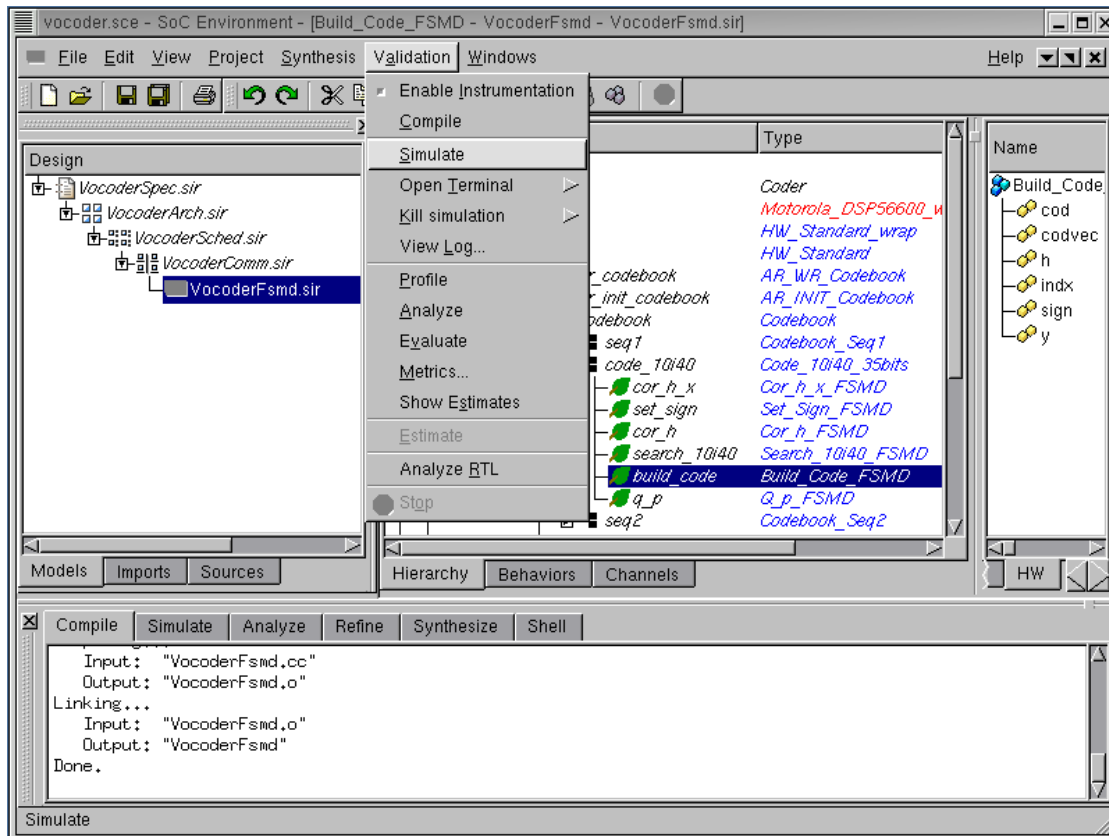 vocoder.sce - SoC Environment - [Build_Code_FSMD - VocoderFsmd - VocoderFsmd.sir]
File Edit View Project Synthesis Validation Windows Help
Enable Instrumentation
Compile
Simulate
Open Terminal
Kill simulation
View Log...
Profile
Analyze
Evaluate
Metrics...
Show Estimates
Estimate
Analyze RTL
Stop
Design
VocoderSpec.sir
VocoderArch.sir
VocoderSched.sir
VocoderComm.sir
VocoderFsmd.sir
Models Imports Sources
Type
Coder
Motorola_DSP56600_w
HW_Standard_wrap
HW_Standard
r_codebook AR_WR_Codebook
r_init_codebook AR_INIT_Codebook
odebook Codebook
seq1 Codebook_Seq1
code_10i40 Code_10i40_35bits
cor_h_x Cor_h_x_FSMD
set_sign Set_Sign_FSMD
cor_h Cor_h_FSMD
search_10i40 Search_10i40_FSMD
build_code Build_Code_FSMD
q_p Q_p_FSMD
seq2 Codebook_Seq2
Hierarchy Behaviors Channels
Name
Build_Code_
cod
codvec
h
indx
sign
y
HW
Compile Simulate Analyze Refine Synthesize Shell
Input: "VocoderFsmd.cc"
Output: "VocoderFsmd.o"
Linking...
Input: "VocoderFsmd.o"
Output: "VocoderFsmd"
Done.
Simulate